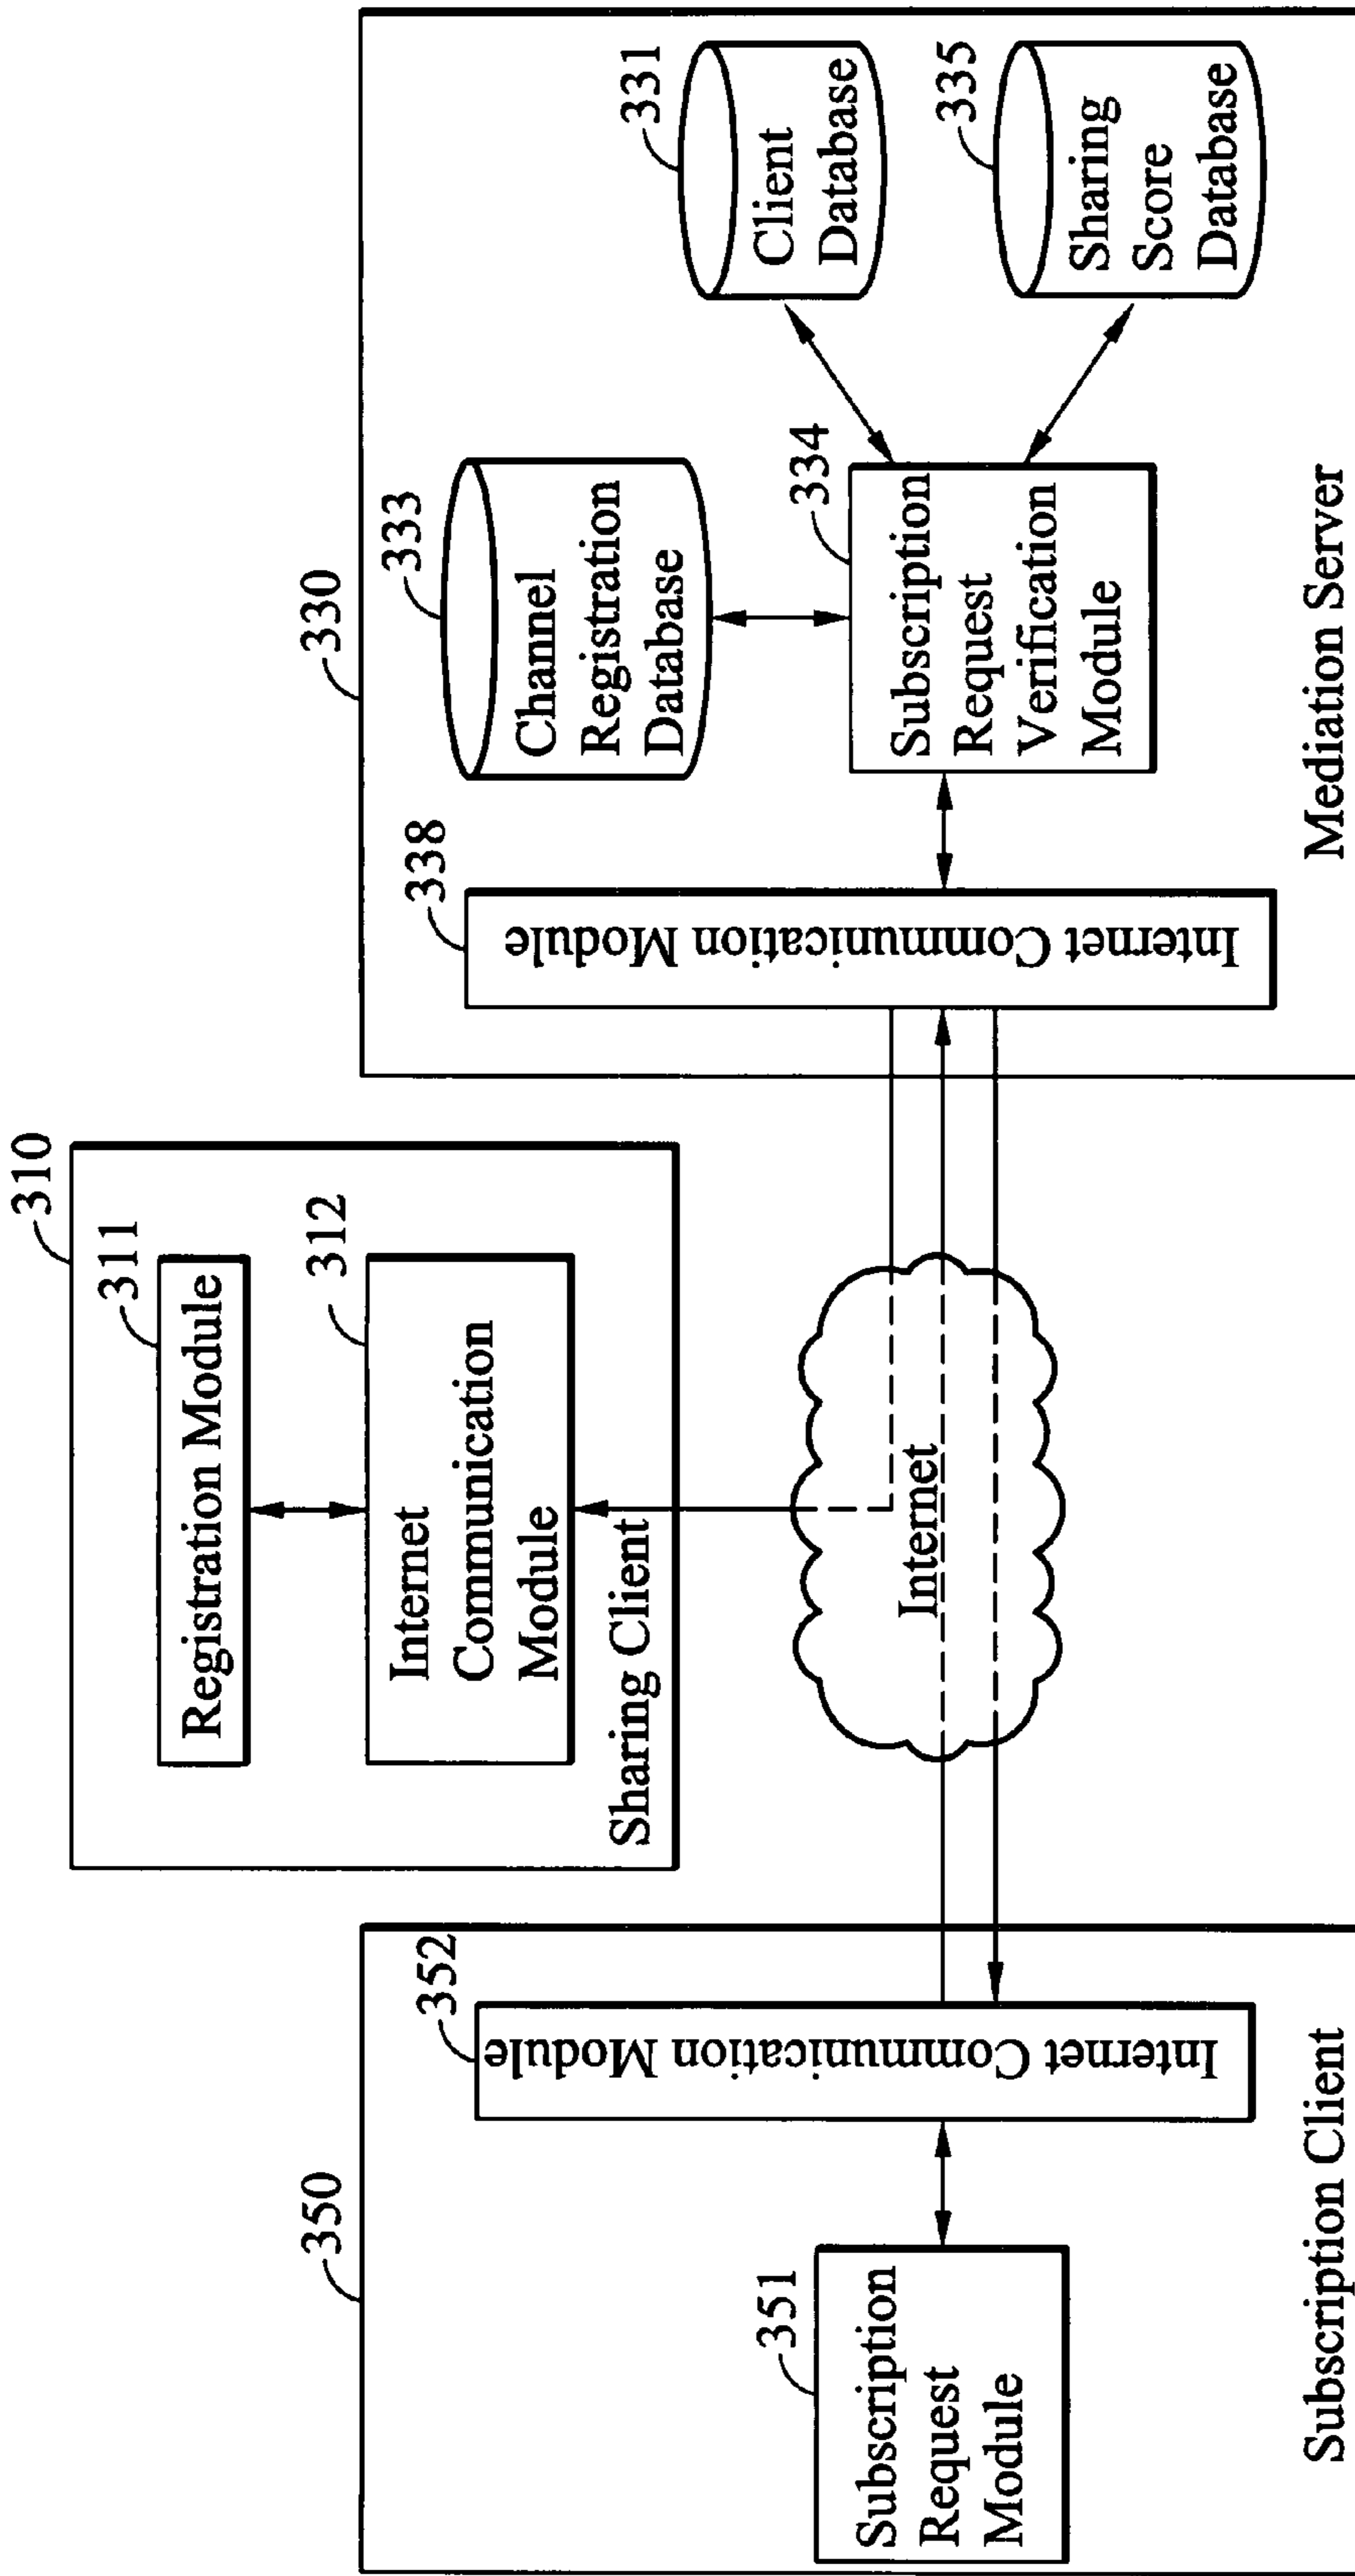 350
351
Subscription
Request
Module
352
Internet Communication Module
Subscription Client
310
311
Registration Module
312
Internet
Communication
Module
Sharing Client
Internet
330
338
Internet Communication Module
333
Channel
Registration
Database
334
Subscription
Request
Verification
Module
331
Client
Database
335
Sharing
Score
Database
Mediation Server